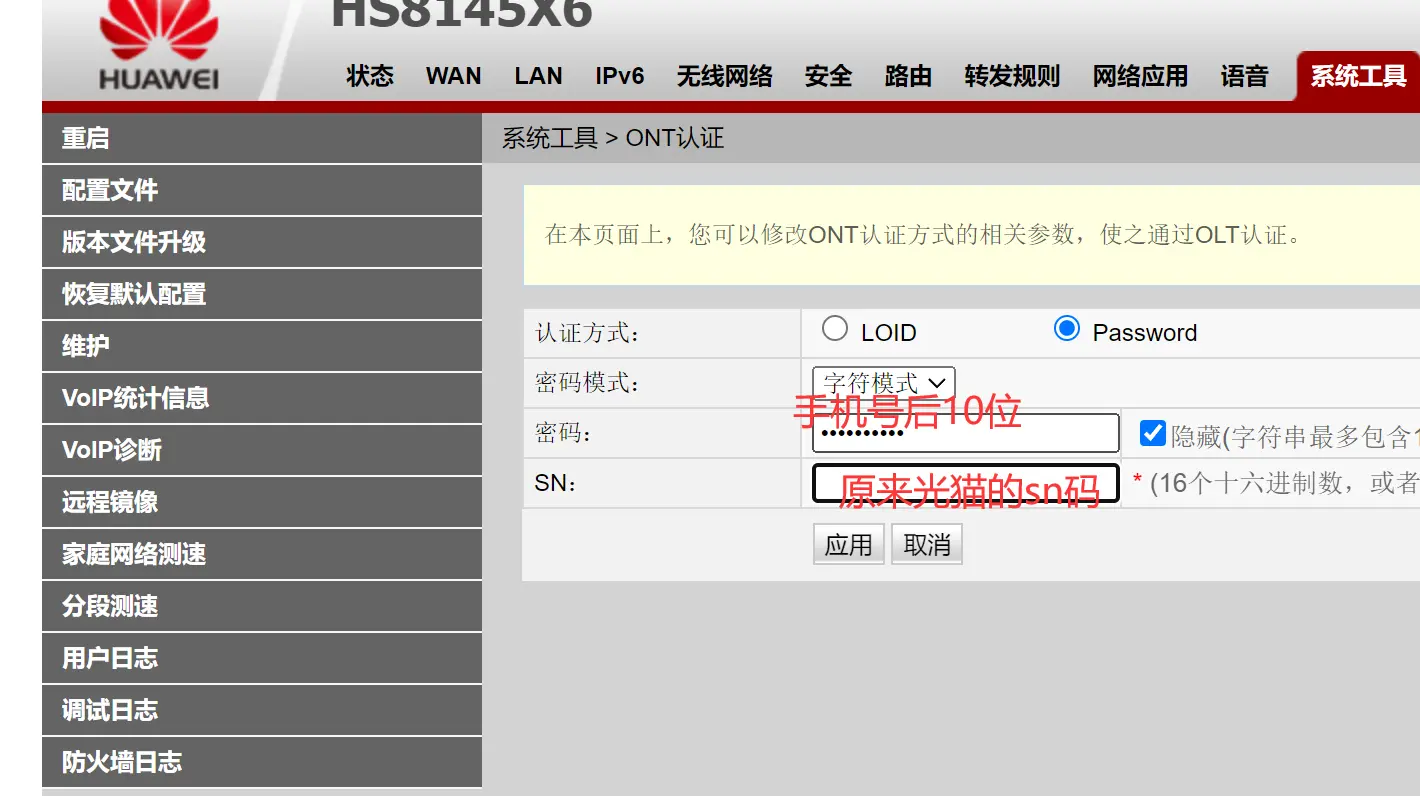 HS8145X6
HUAWEI
状态 WAN LAN IPv6 无线网络 安全 路由 转发规则 网络应用 语音 系统工具
重启
配置文件
版本文件升级
恢复默认配置
维护
VoIP统计信息
VoIP诊断
远程镜像
家庭网络测速
分段测速
用户日志
调试日志
防火墙日志
系统工具 > ONT认证
在本页面上，您可以修改ONT认证方式的相关参数，使之通过OLT认证。
认证方式： LOID Password
密码模式： 字符模式
手机号后10位
密码： •••••••••• 隐藏(字符串最多包含1
SN： 原来光猫的sn码 * (16个十六进制数，或者
应用 取消